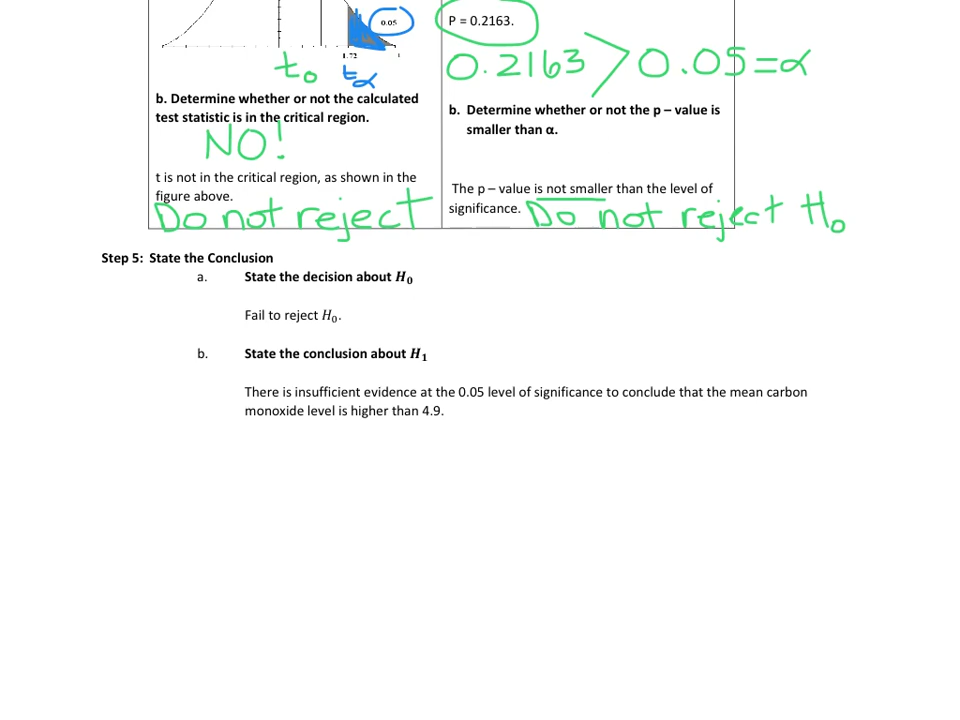 0.05
1.72
t₀ tα
b. Determine whether or not the calculated
test statistic is in the critical region.
NO!
t is not in the critical region, as shown in the
figure above.
Do not reject
P = 0.2163.
0.2163 > 0.05 = α
b. Determine whether or not the p – value is
smaller than α.
The p – value is not smaller than the level of
significance.
Do not reject H₀
Step 5: State the Conclusion
a. State the decision about H₀
Fail to reject H₀.
b. State the conclusion about H₁
There is insufficient evidence at the 0.05 level of significance to conclude that the mean carbon
monoxide level is higher than 4.9.